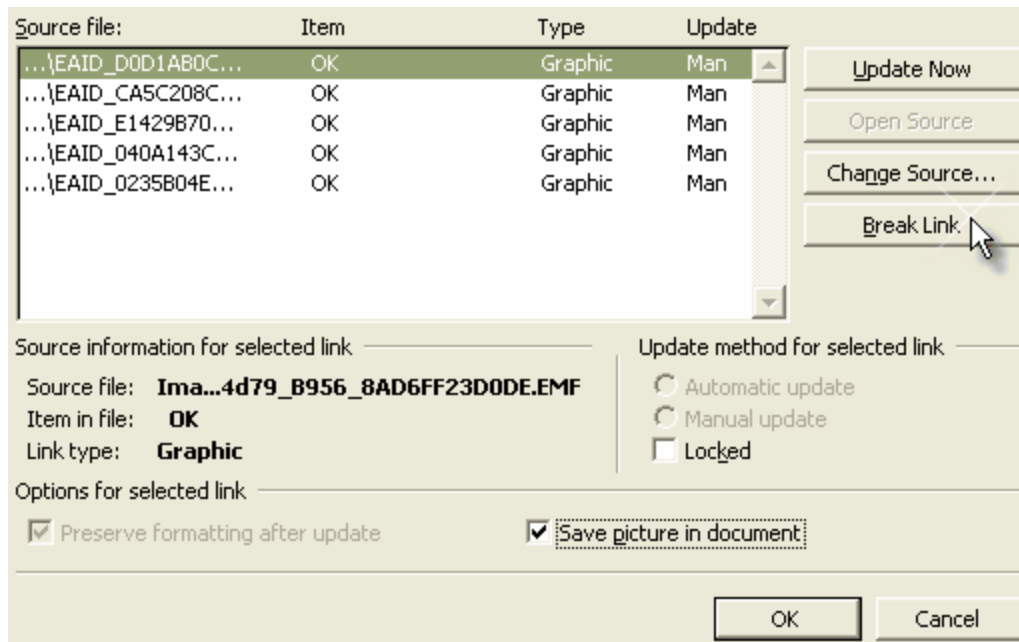 Source file: Item Type Update
...\EAID_D0D1AB0C... OK Graphic Man
...\EAID_CA5C208C... OK Graphic Man
...\EAID_E1429B70... OK Graphic Man
...\EAID_040A143C... OK Graphic Man
...\EAID_0235B04E... OK Graphic Man
Update Now
Open Source
Change Source...
Break Link
Source information for selected link
Source file: Ima...4d79_B956_8AD6FF23D0DE.EMF
Item in file: OK
Link type: Graphic
Update method for selected link
Automatic update
Manual update
Locked
Options for selected link
Preserve formatting after update
Save picture in document
OK
Cancel